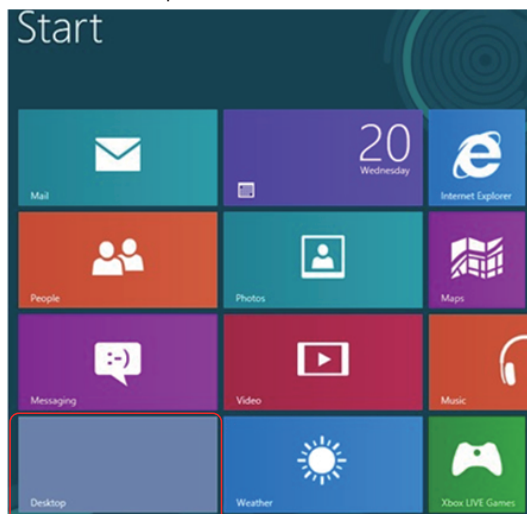 Start
20
Wednesday
Mail
Internet Explorer
People
Photos
Maps
:-)
Messaging
Video
Music
Desktop
Weather
Xbox LIVE Games